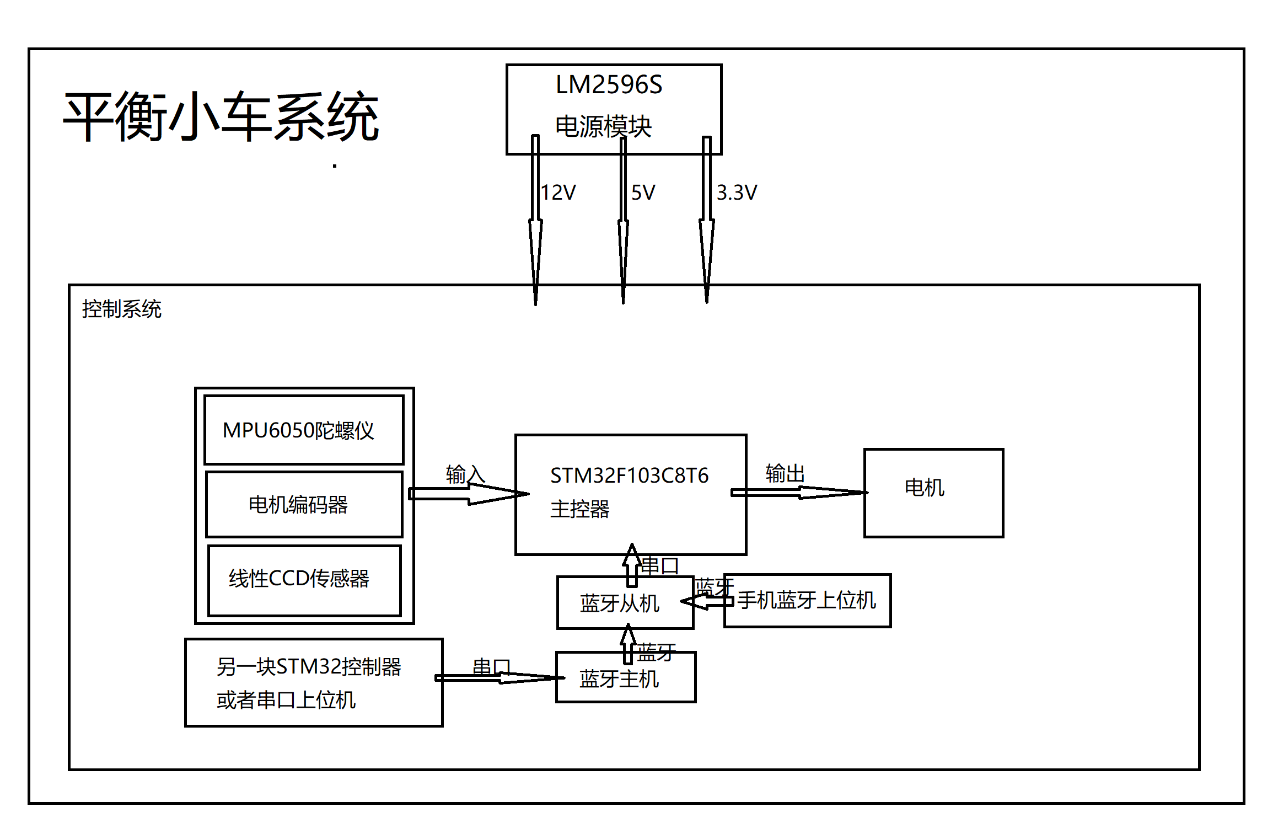 平衡小车系统
LM2596S
电源模块
12V
5V
3.3V
控制系统
MPU6050陀螺仪
电机编码器
线性CCD传感器
输入
STM32F103C8T6
主控器
输出
电机
串口
蓝牙从机
蓝牙
手机蓝牙上位机
另一块STM32控制器
或者串口上位机
串口
蓝牙
蓝牙主机